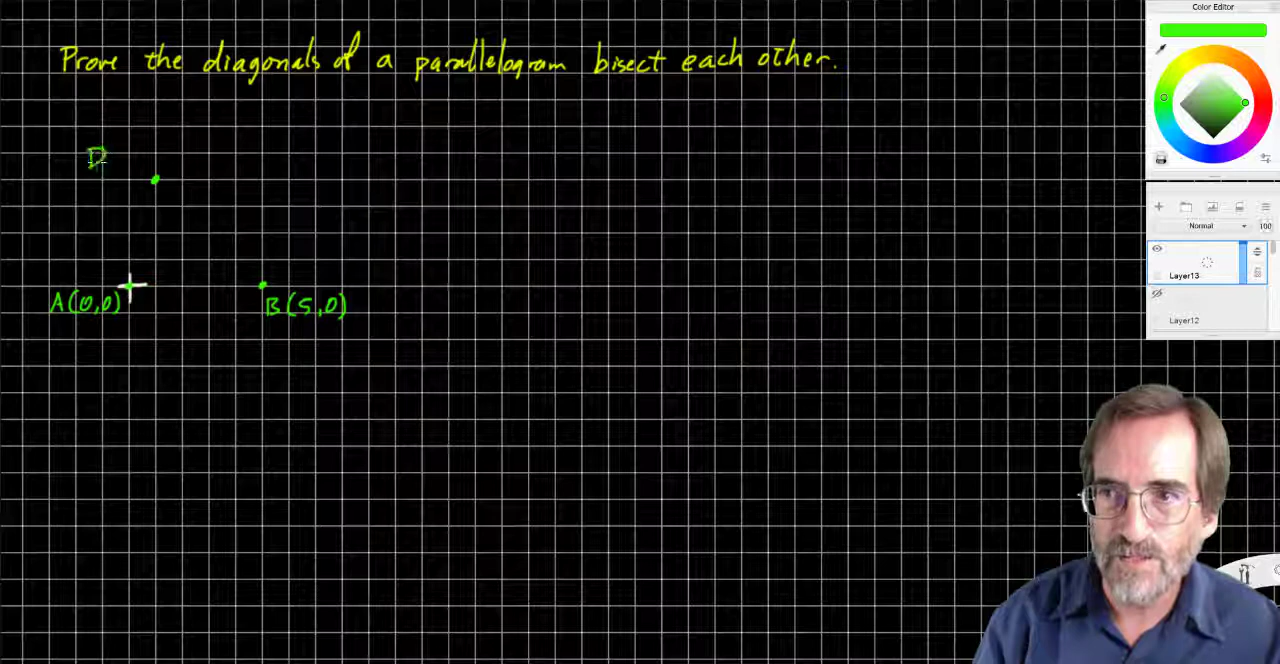 Prove the diagonals of a parallelogram bisect each other.
D
A(0,0)
B(5,0)
Color Editor
Normal
100
Layer13
Layer12